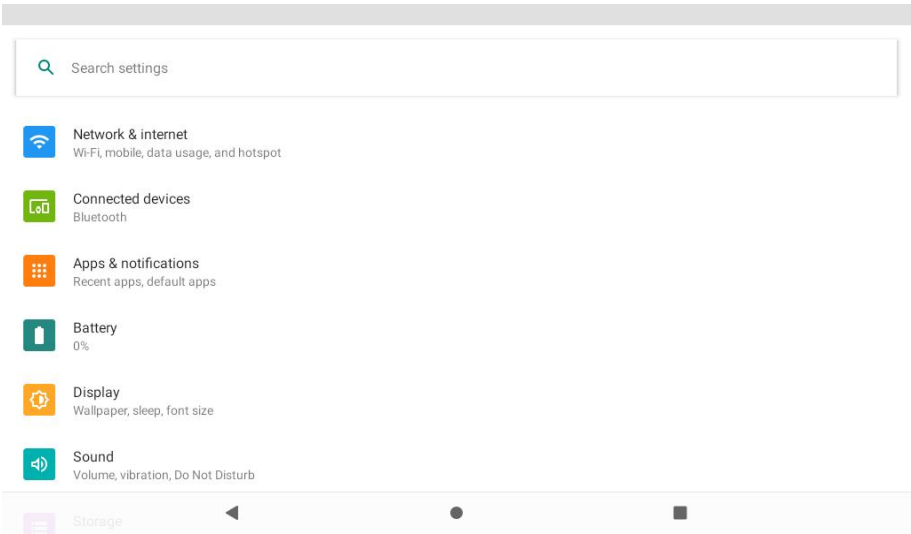 Search settings
Network & internet
Wi-Fi, mobile, data usage, and hotspot
Connected devices
Bluetooth
Apps & notifications
Recent apps, default apps
Battery
0%
Display
Wallpaper, sleep, font size
Sound
Volume, vibration, Do Not Disturb
Storage